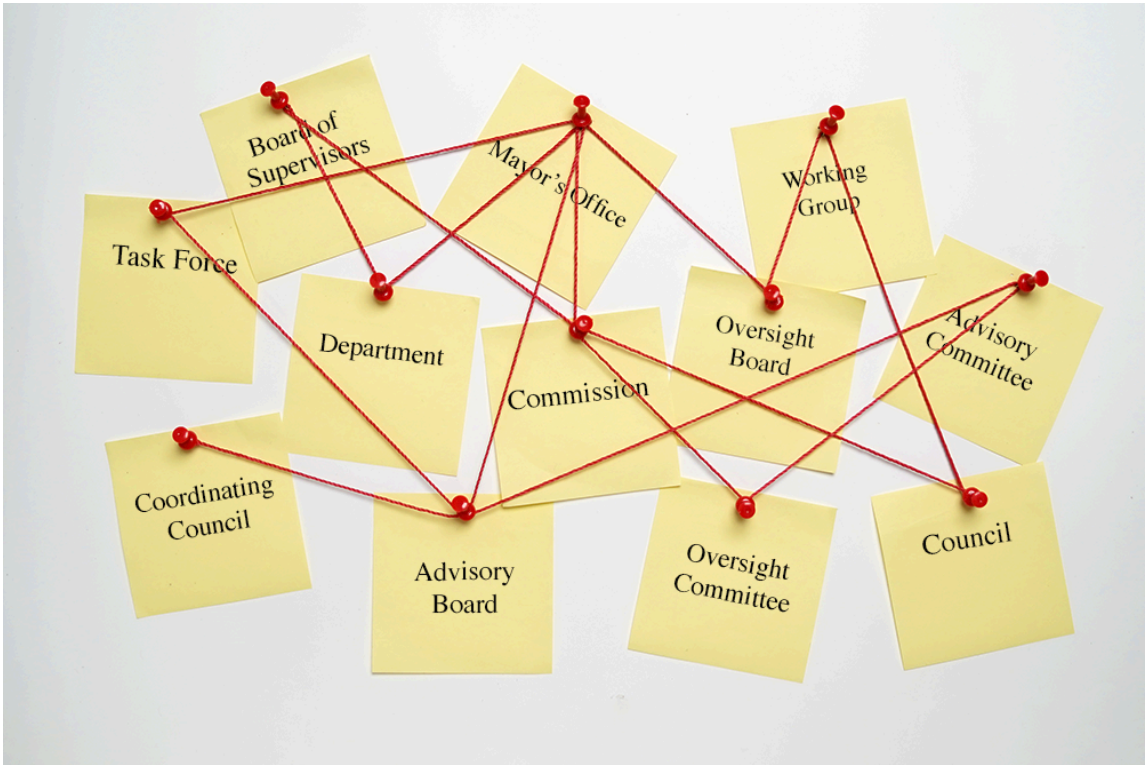 Board of
Supervisors
Mayor's Office
Working
Group
Task Force
Department
Oversight
Board
Advisory
Committee
Commission
Coordinating
Council
Advisory
Board
Oversight
Committee
Council